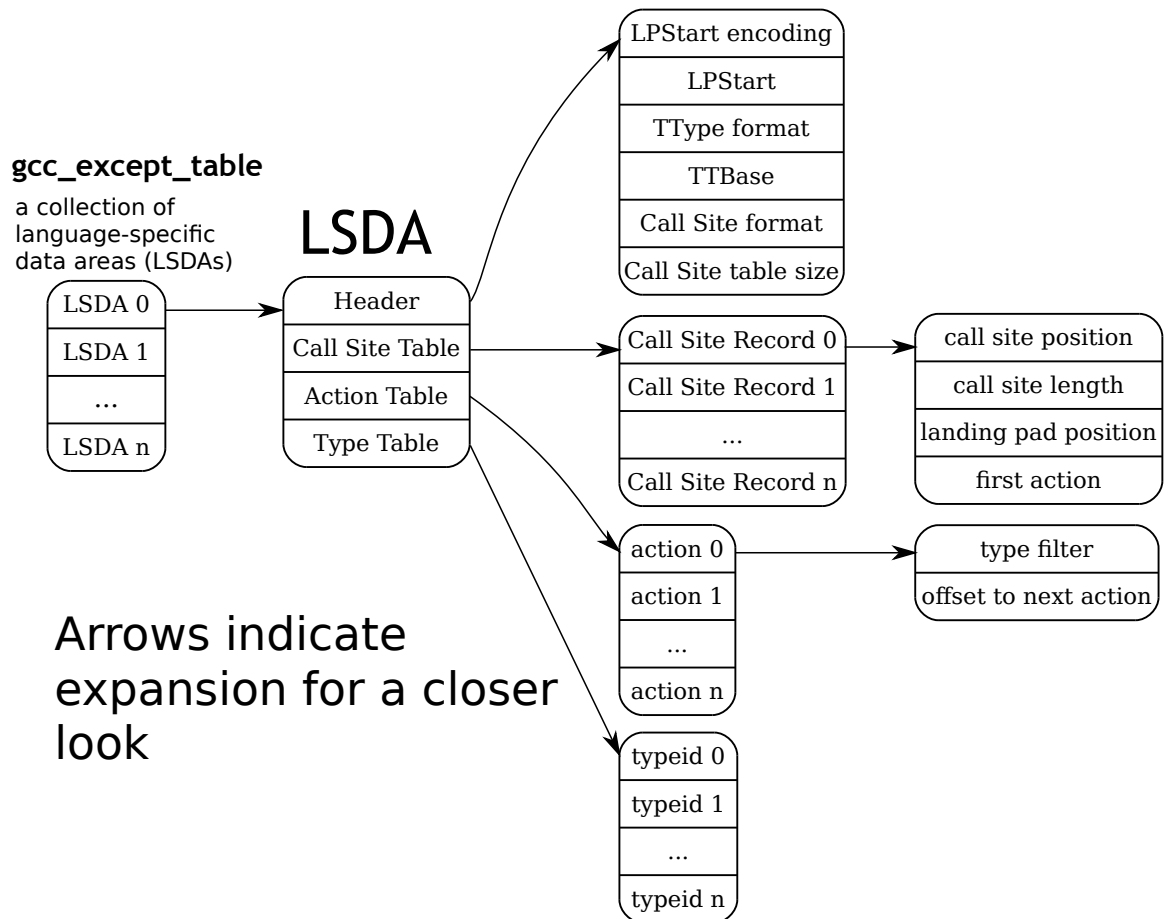 gcc_except_table
a collection of
language-specific
data areas (LSDAs)
LSDA 0
LSDA 1
...
LSDA n
LSDA
Header
Call Site Table
Action Table
Type Table
LPStart encoding
LPStart
TType format
TTBase
Call Site format
Call Site table size
Call Site Record 0
Call Site Record 1
...
Call Site Record n
call site position
call site length
landing pad position
first action
action 0
action 1
...
action n
type filter
offset to next action
typeid 0
typeid 1
...
typeid n
Arrows indicate
expansion for a closer
look